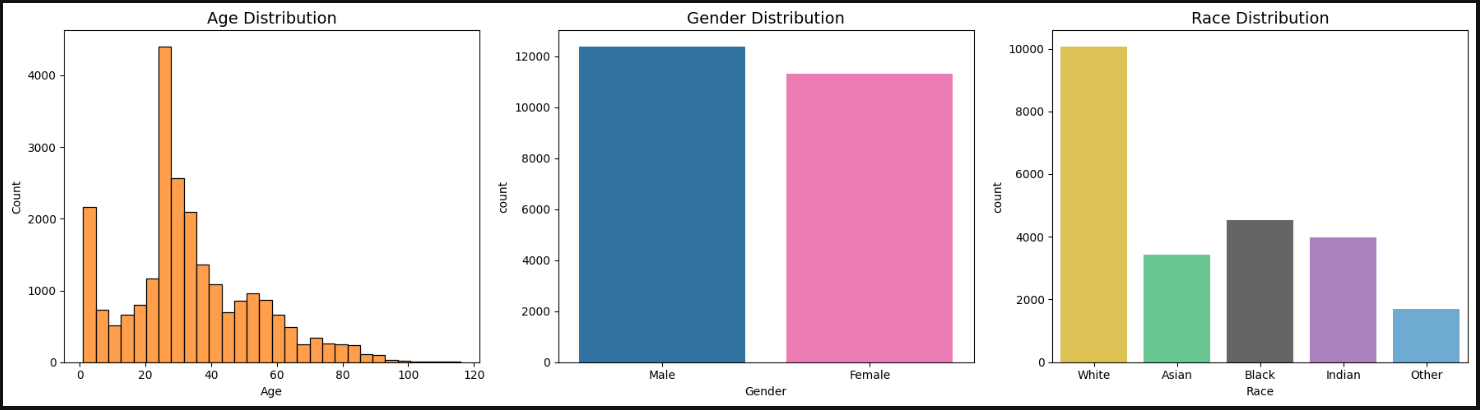 Age Distribution
Count
4000
3000
2000
1000
0
0 20 40 60 80 100 120
Age
Gender Distribution
count
12000
10000
8000
6000
4000
2000
0
Male Female
Gender
Race Distribution
count
10000
8000
6000
4000
2000
0
White Asian Black Indian Other
Race